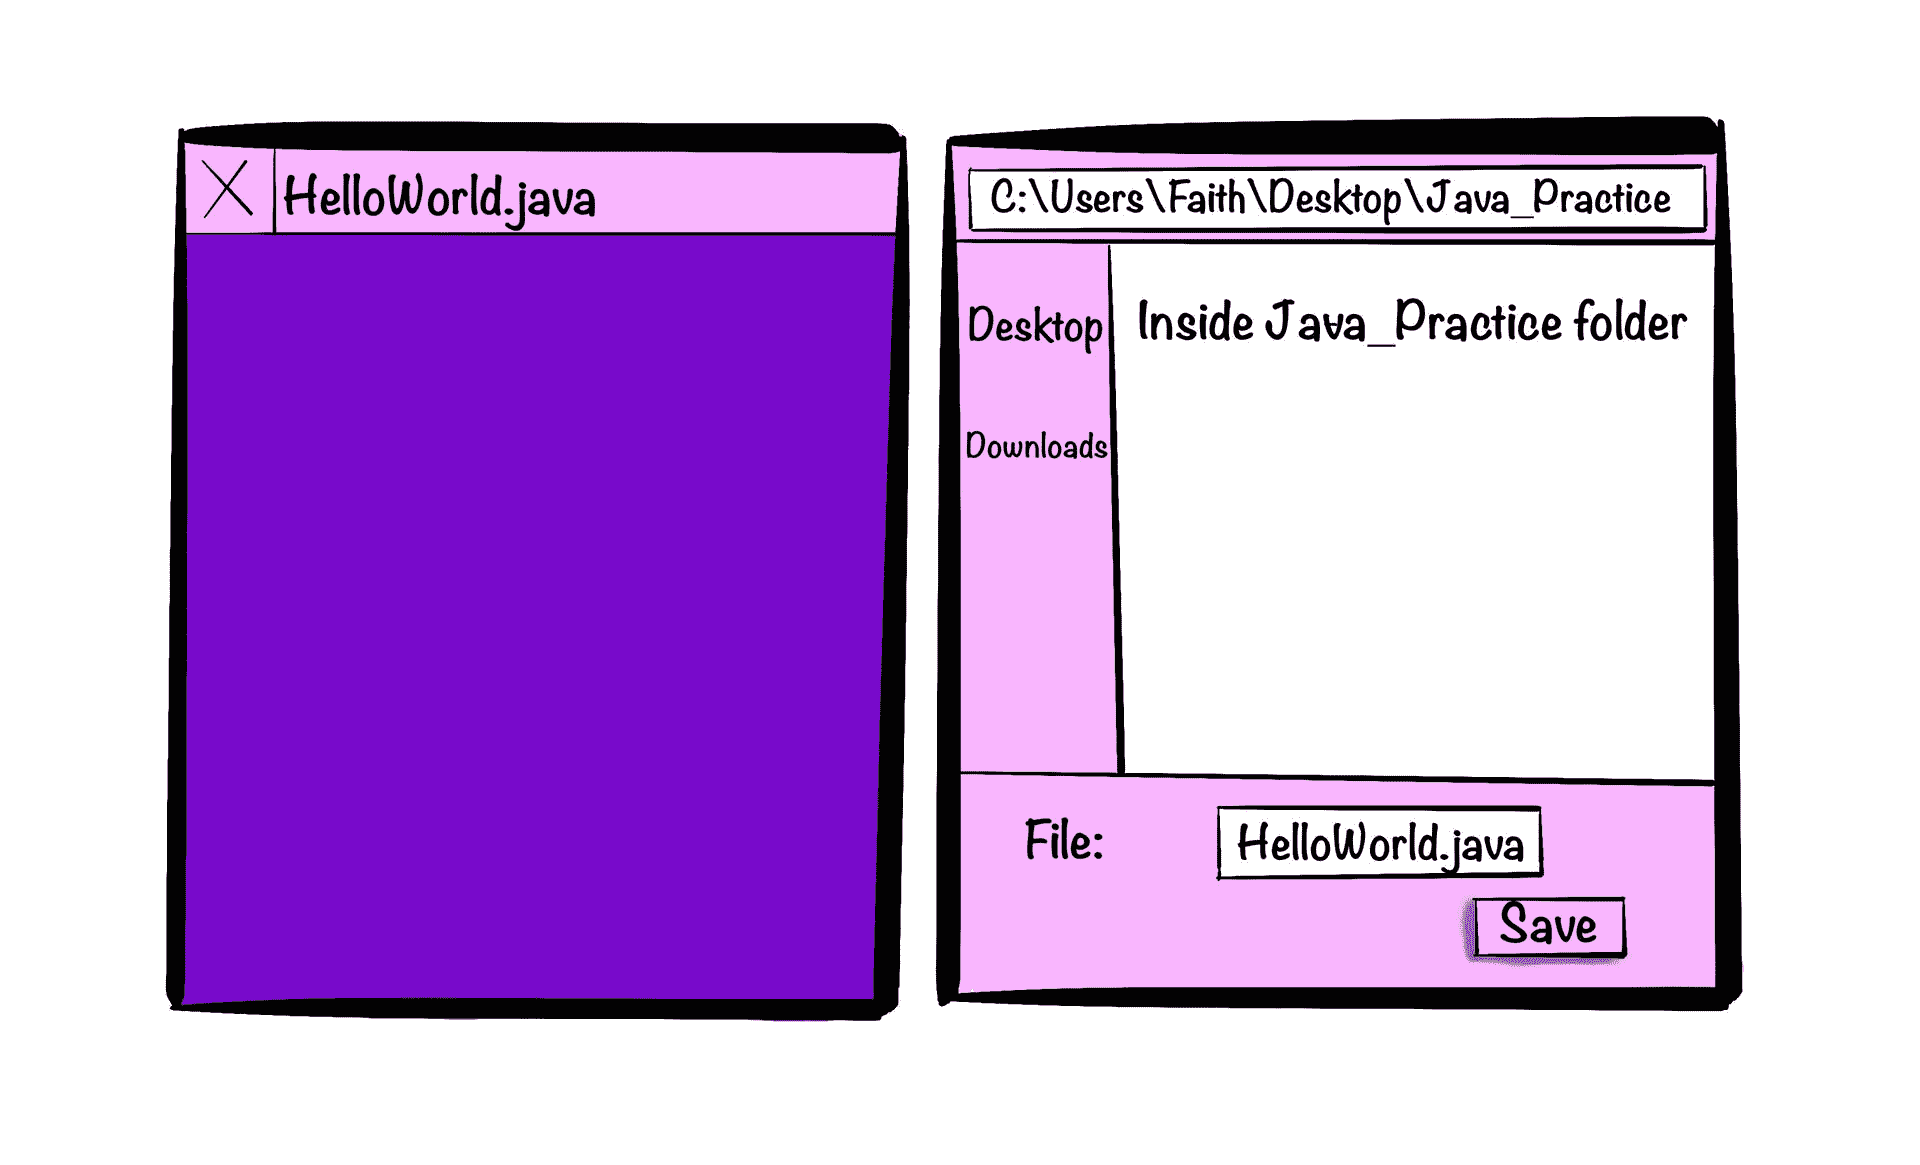 HelloWorld.java
C:\Users\Faith\Desktop\Java_Practice
Desktop
Inside Java_Practice folder
Downloads
File:
HelloWorld.java
Save